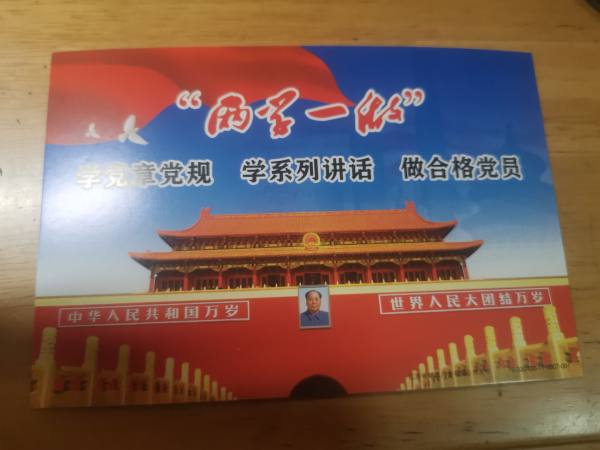 “两学一做”
学党章党规 学系列讲话 做合格党员
中华人民共和国万岁 世界人民大团结万岁